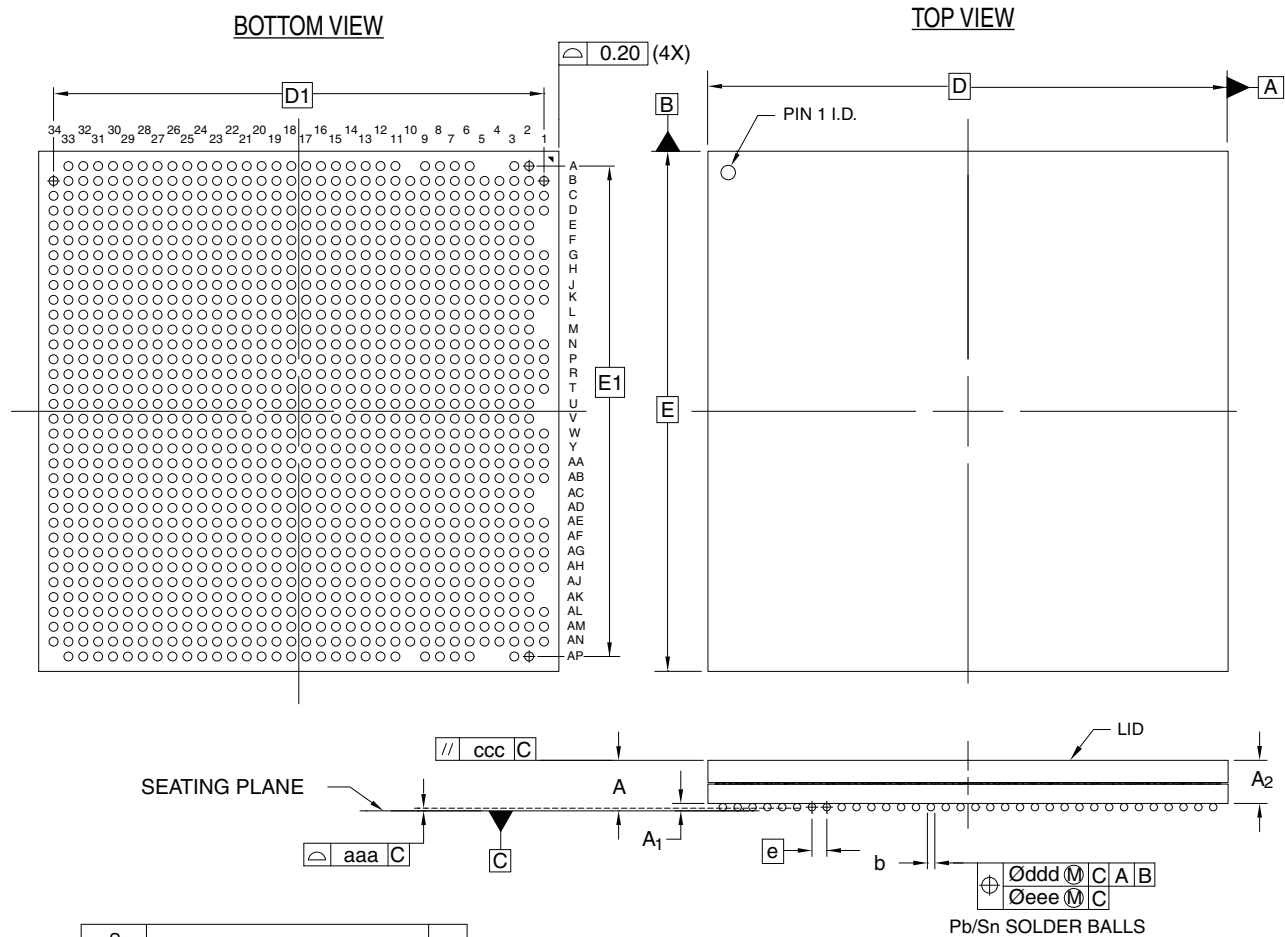 BOTTOM VIEW
TOP VIEW
0.20 (4X)
D1
D
A
B
PIN 1 I.D.
34 33 32 31 30 29 28 27 26 25 24 23 22 21 20 19 18 17 16 15 14 13 12 11 10 9 8 7 6 5 4 3 2 1
A
B
C
D
E
F
G
H
J
K
L
M
N
P
R
T
U
V
W
Y
AA
AB
AC
AD
AE
AF
AG
AH
AJ
AK
AL
AM
AN
AP
E1
E
// ccc C
LID
SEATING PLANE
A
A2
A1
aaa C
C
e
b
Øddd Ⓜ C A B
Øeee Ⓜ C
Pb/Sn SOLDER BALLS